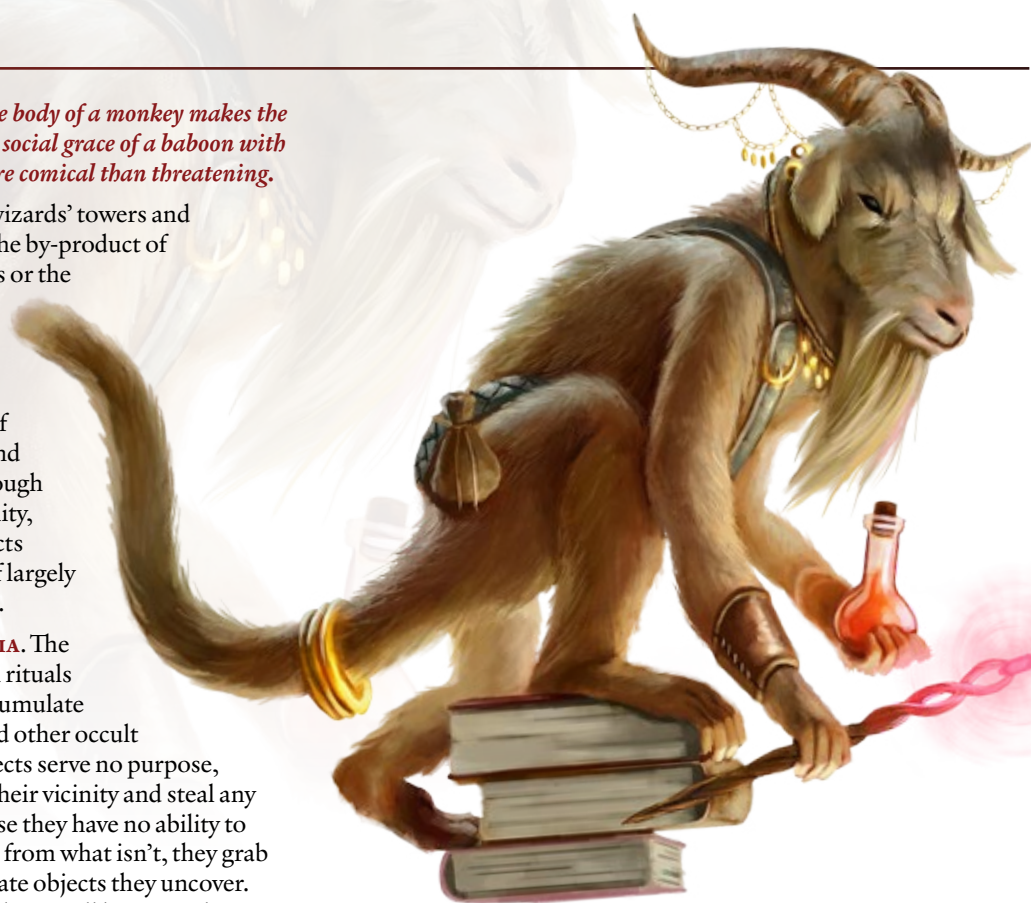 e body of a monkey makes the
social grace of a baboon with
re comical than threatening.
vizards’ towers and
he by-product of
s or the
f
nd
ough
ity,
cts
f largely
.
IA. The
rituals
umulate
d other occult
ects serve no purpose,
heir vicinity and steal any
se they have no ability to
from what isn’t, they grab
ate objects they uncover.